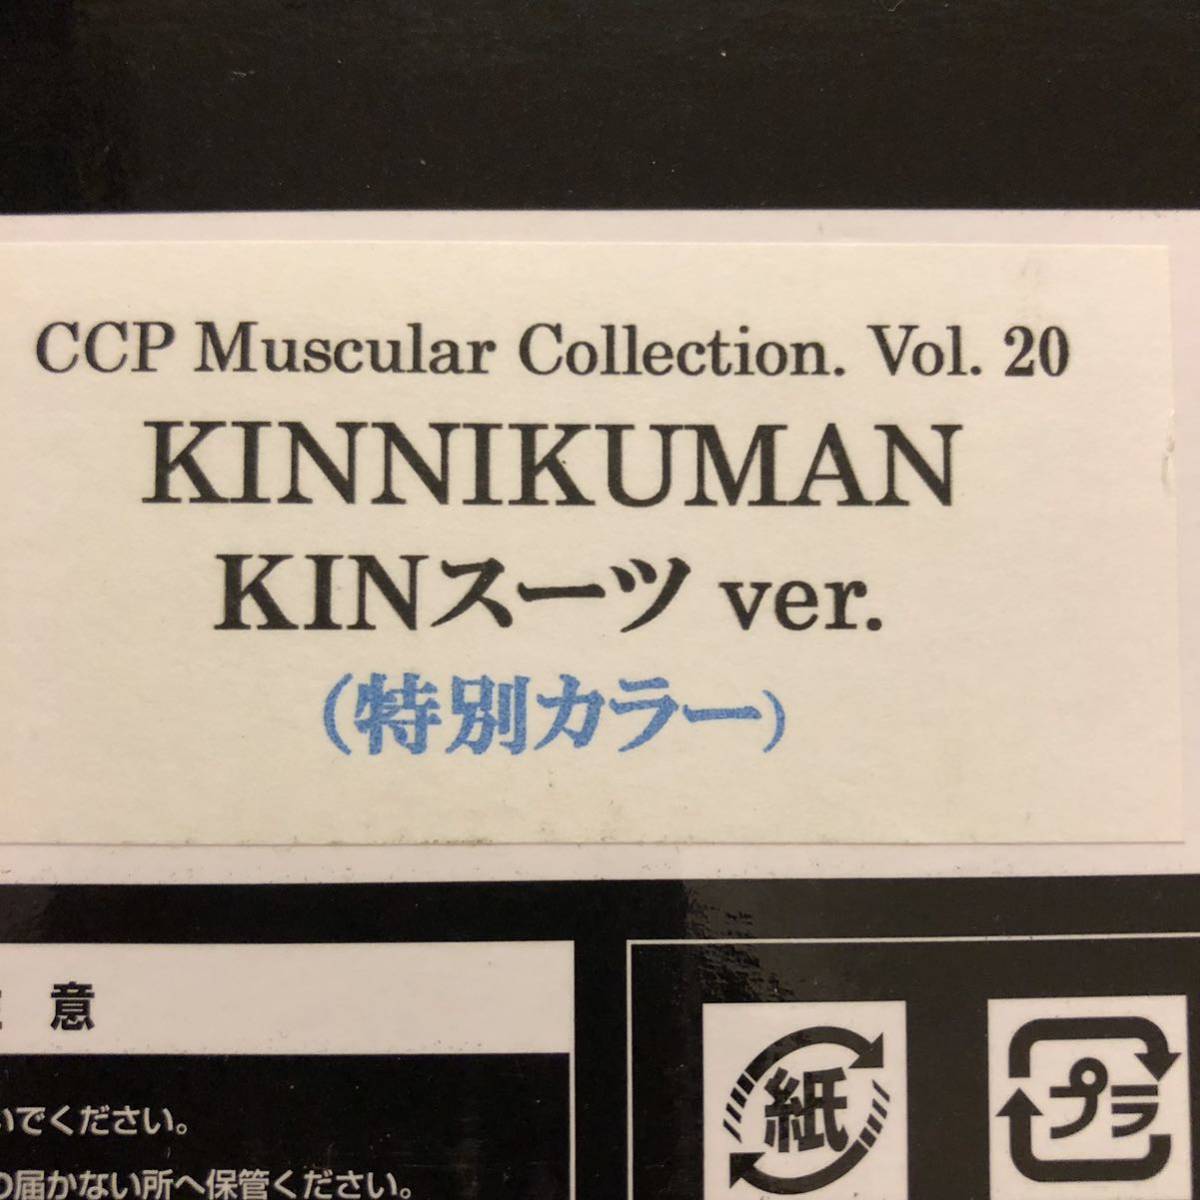 CCP Muscular Collection. Vol. 20
KINNIKUMAN
KINスーツ ver.
(特別カラー)
意
いでください。
の届かない所へ保管ください。
紙
プラ